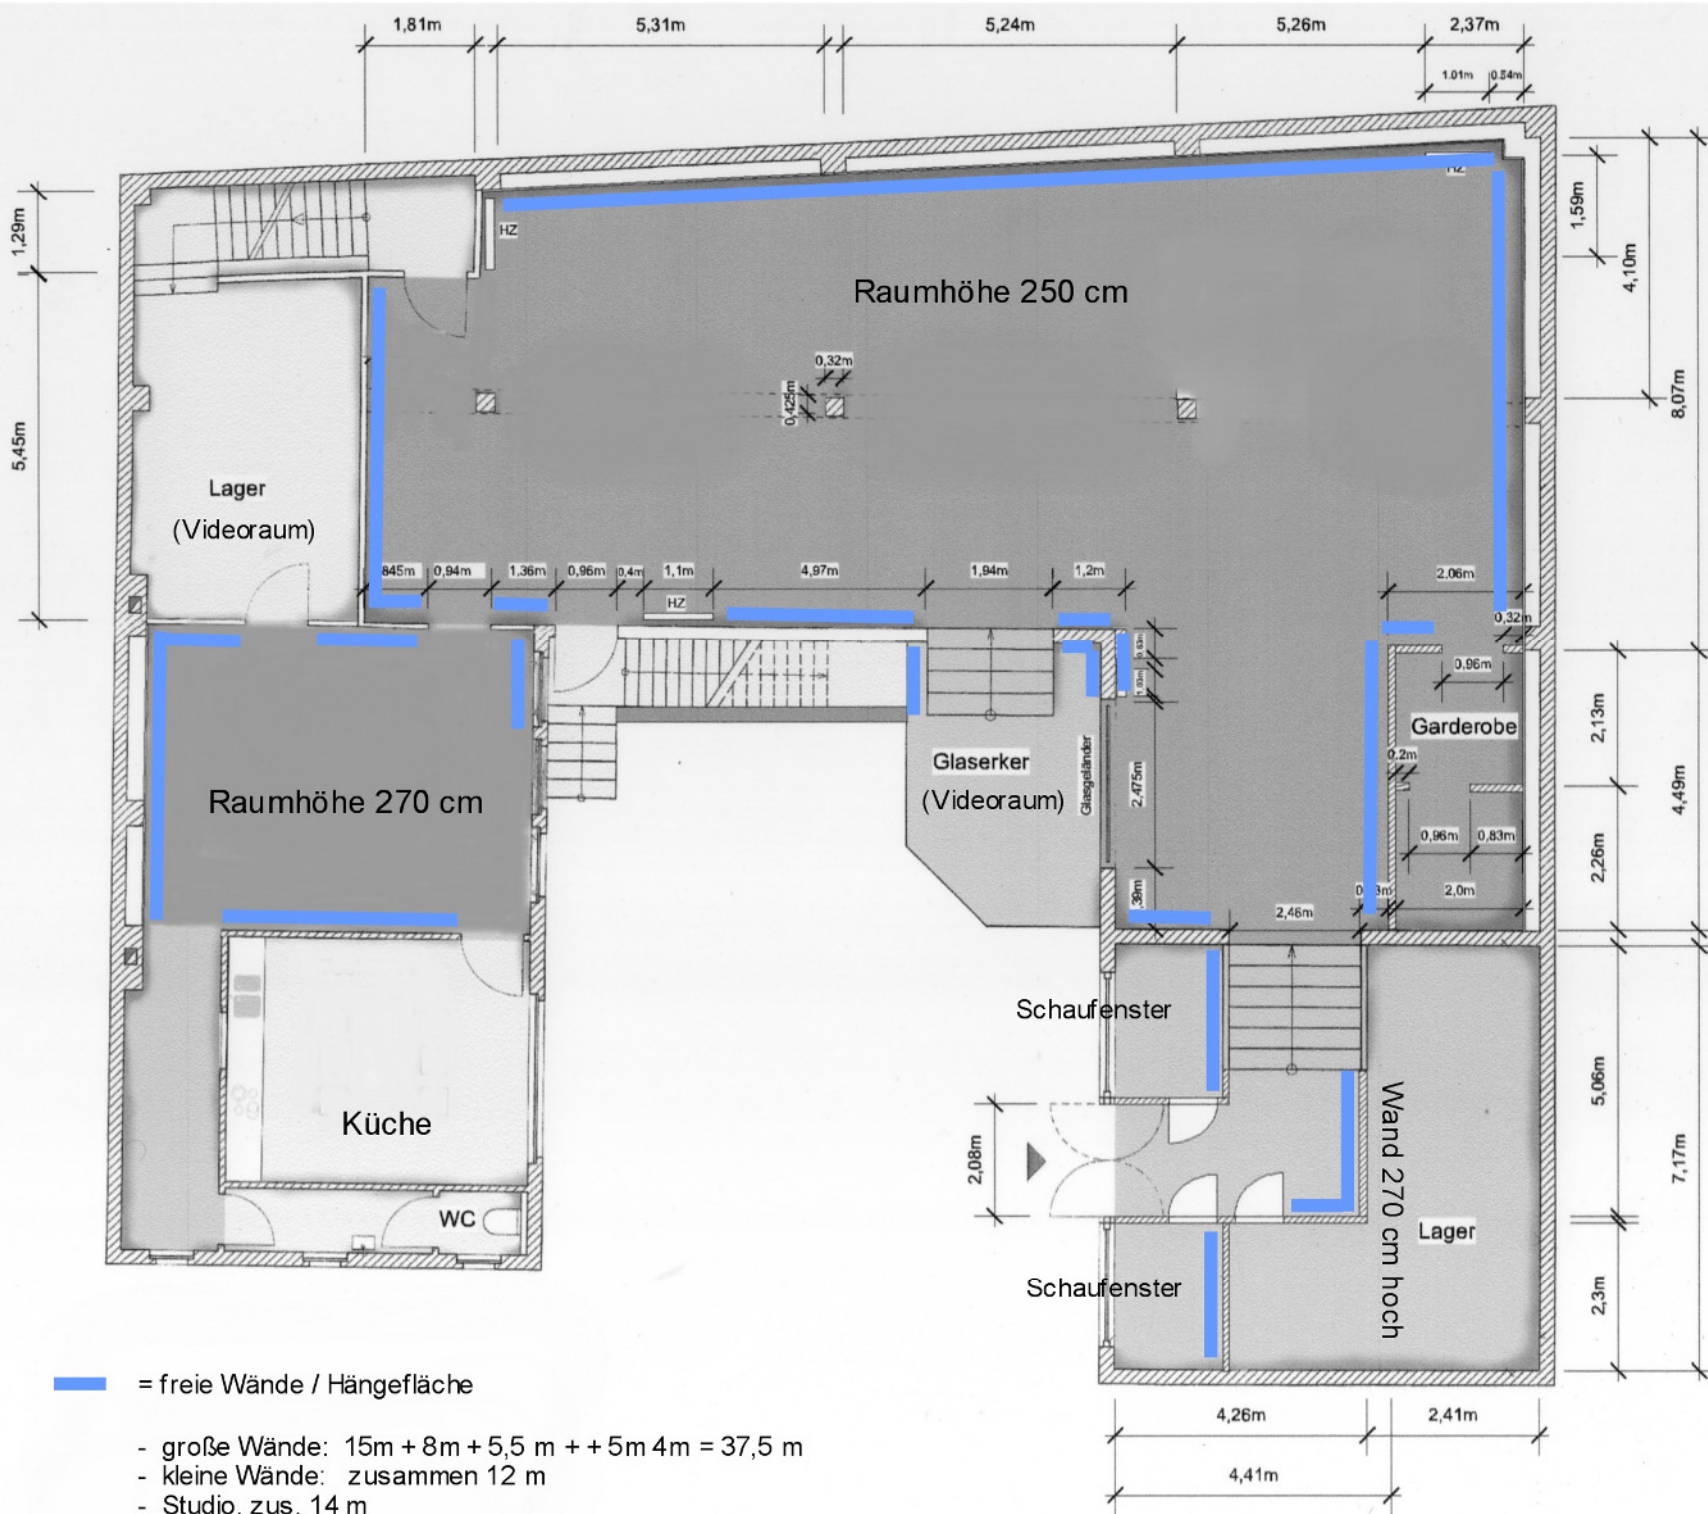 1,81m 5,31m 5,24m 5,26m 2,37m
1.01m 0.54m
HZ
1,29m
HZ
1,59m
4,10m
Raumhöhe 250 cm
0,32m
0,425m
8,07m
5,45m
Lager
(Videoraum)
845m 0,94m 1,36m 0,96m 0,4m 1,1m 4,97m 1,94m 1,2m 2,06m
HZ
0,32m
0,63m
1,03m
0,96m
2,13m
Garderobe
0,2m
Glaserker
(Videoraum)
Glasgeländer
2,475m
4,49m
Raumhöhe 270 cm
0,96m 0,83m
2,26m
,39m
2,0m
2,46m
Schaufenster
5,06m
Küche
2,08m
Wand 270 cm hoch
7,17m
WC
Lager
Schaufenster
2,3m
= freie Wände / Hängefläche
4,26m 2,41m
- große Wände: 15m + 8m + 5,5 m + + 5m 4m = 37,5 m
- kleine Wände: zusammen 12 m
4,41m
- Studio, zus. 14 m